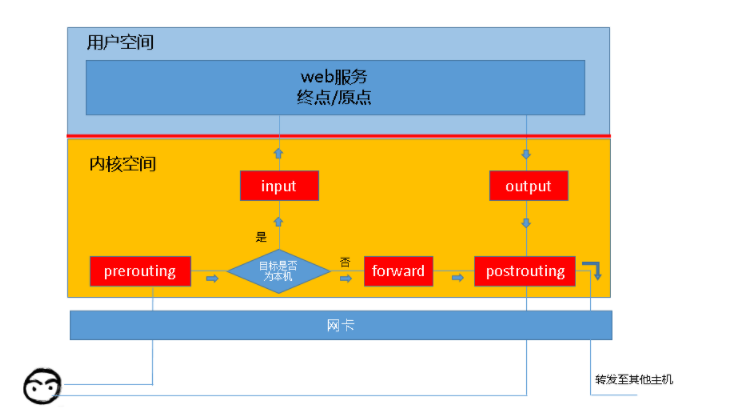 用户空间
web服务
终点/原点
内核空间
input
output
是
prerouting
目标是否
为本机
否
forward
postrouting
网卡
转发至其他主机